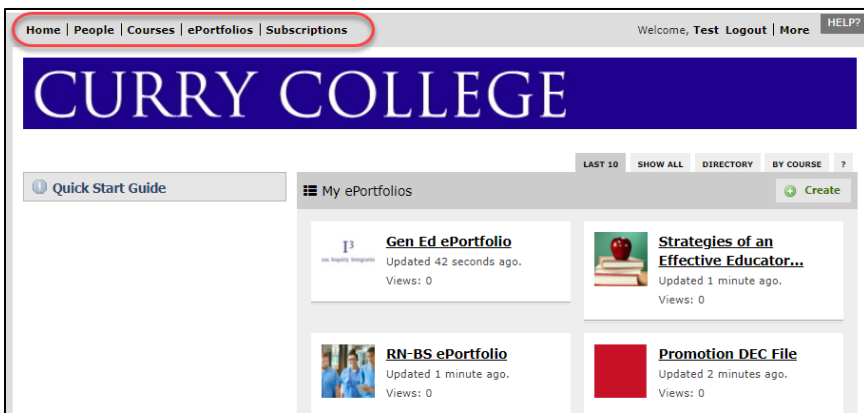 Home | People | Courses | ePortfolios | Subscriptions
Welcome, Test Logout | More
HELP?
CURRY COLLEGE
LAST 10 SHOW ALL DIRECTORY BY COURSE ?
Quick Start Guide
My ePortfolios
Create
I³
Gen Ed ePortfolio
Updated 42 seconds ago.
Views: 0
Strategies of an
Effective Educator...
Updated 1 minute ago.
Views: 0
RN-BS ePortfolio
Updated 1 minute ago.
Views: 0
Promotion DEC File
Updated 2 minutes ago.
Views: 0